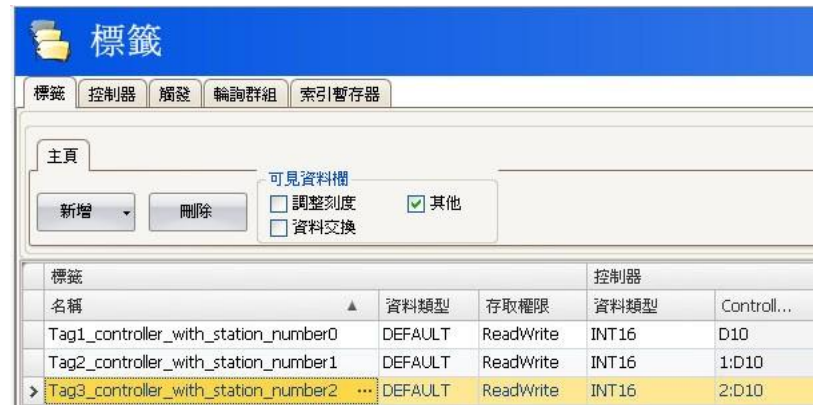 標籤
標籤 控制器 觸發 輪詢群組 索引暫存器
主頁
可見資料欄
新增 刪除 調整刻度 其他
資料交換
標籤 控制器
名稱 資料類型 存取權限 資料類型 Controll...
Tag1_controller_with_station_number0 DEFAULT ReadWrite INT16 D10
Tag2_controller_with_station_number1 DEFAULT ReadWrite INT16 1:D10
Tag3_controller_with_station_number2 ... DEFAULT ReadWrite INT16 2:D10